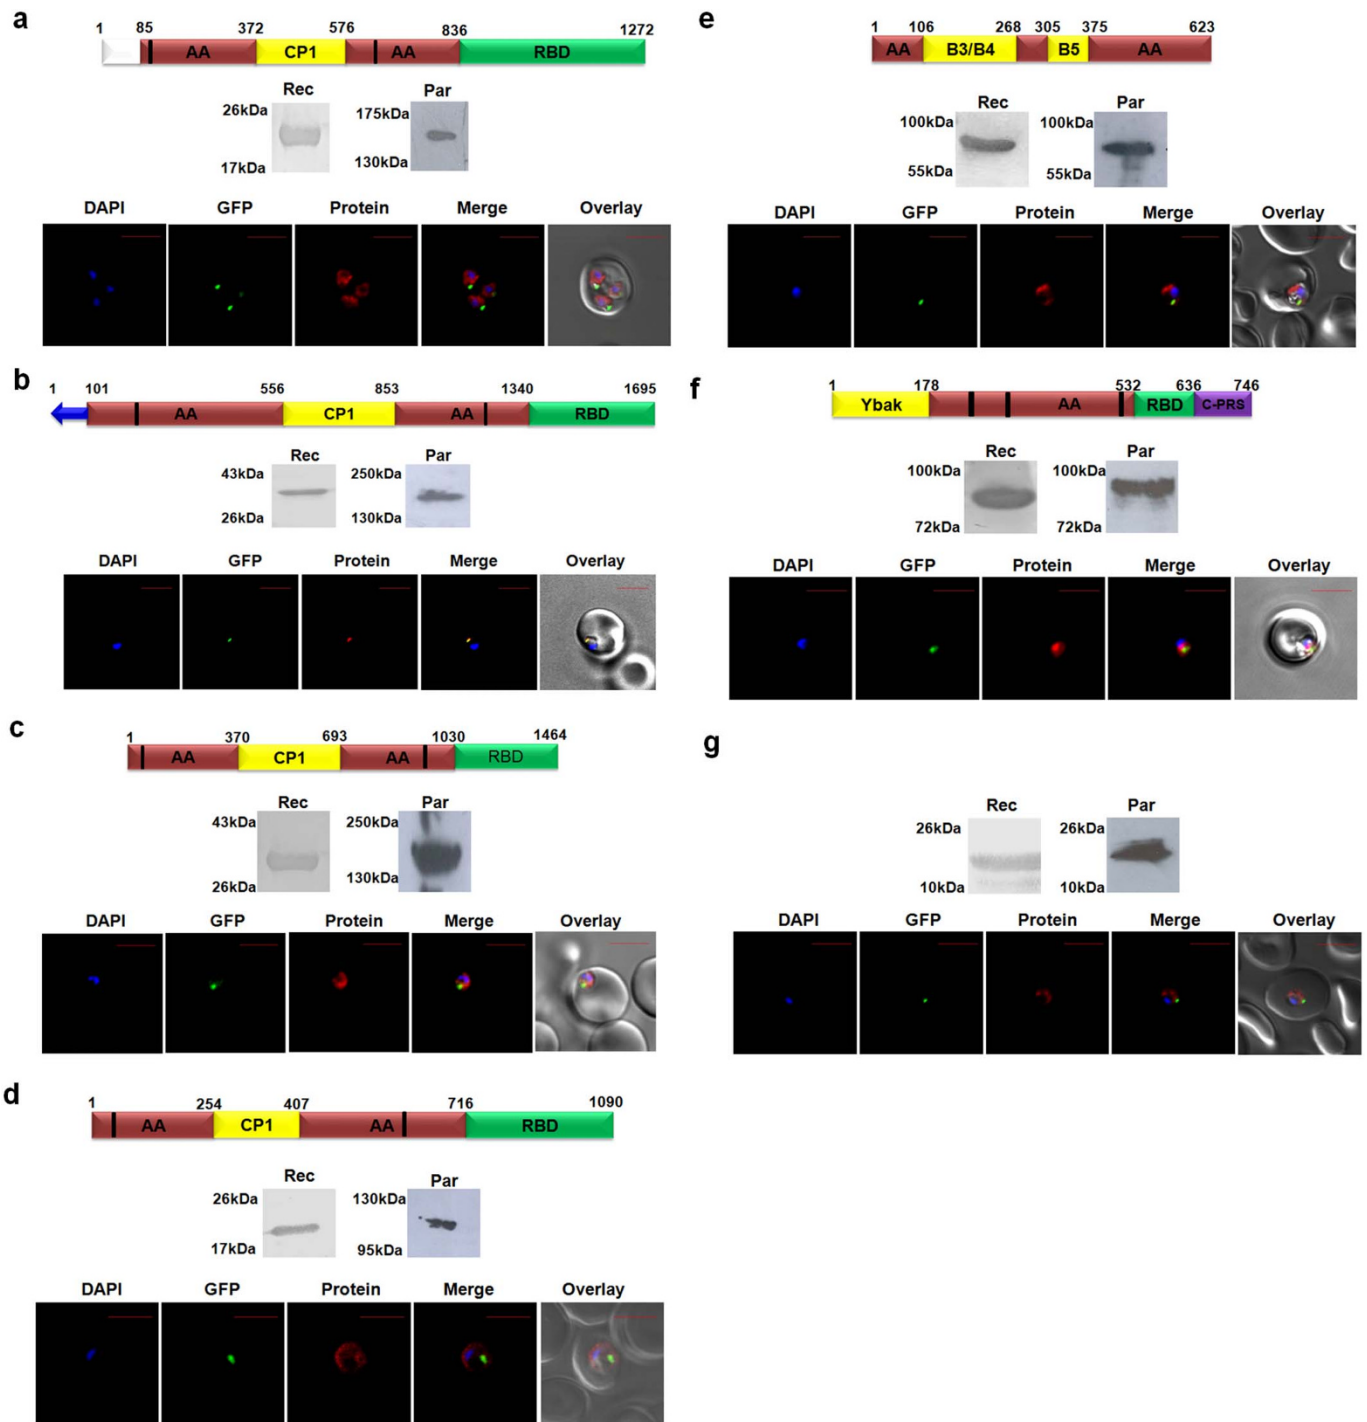 a
1 85 372 576 836 1272
AA CP1 AA RBD
Rec Par
26kDa 175kDa
17kDa 130kDa
DAPI GFP Protein Merge Overlay
b
1 101 556 853 1340 1695
AA CP1 AA RBD
Rec Par
43kDa 250kDa
26kDa 130kDa
DAPI GFP Protein Merge Overlay
c
1 370 693 1030 1464
AA CP1 AA RBD
Rec Par
43kDa 250kDa
26kDa 130kDa
DAPI GFP Protein Merge Overlay
d
1 254 407 716 1090
AA CP1 AA RBD
Rec Par
26kDa 130kDa
17kDa 95kDa
DAPI GFP Protein Merge Overlay
e
1 106 268 305 375 623
AA B3/B4 B5 AA
Rec Par
100kDa 100kDa
55kDa 55kDa
DAPI GFP Protein Merge Overlay
f
1 178 532 636 746
Ybak AA RBD C-PRS
Rec Par
100kDa 100kDa
72kDa 72kDa
DAPI GFP Protein Merge Overlay
g
Rec Par
26kDa 26kDa
10kDa 10kDa
DAPI GFP Protein Merge Overlay